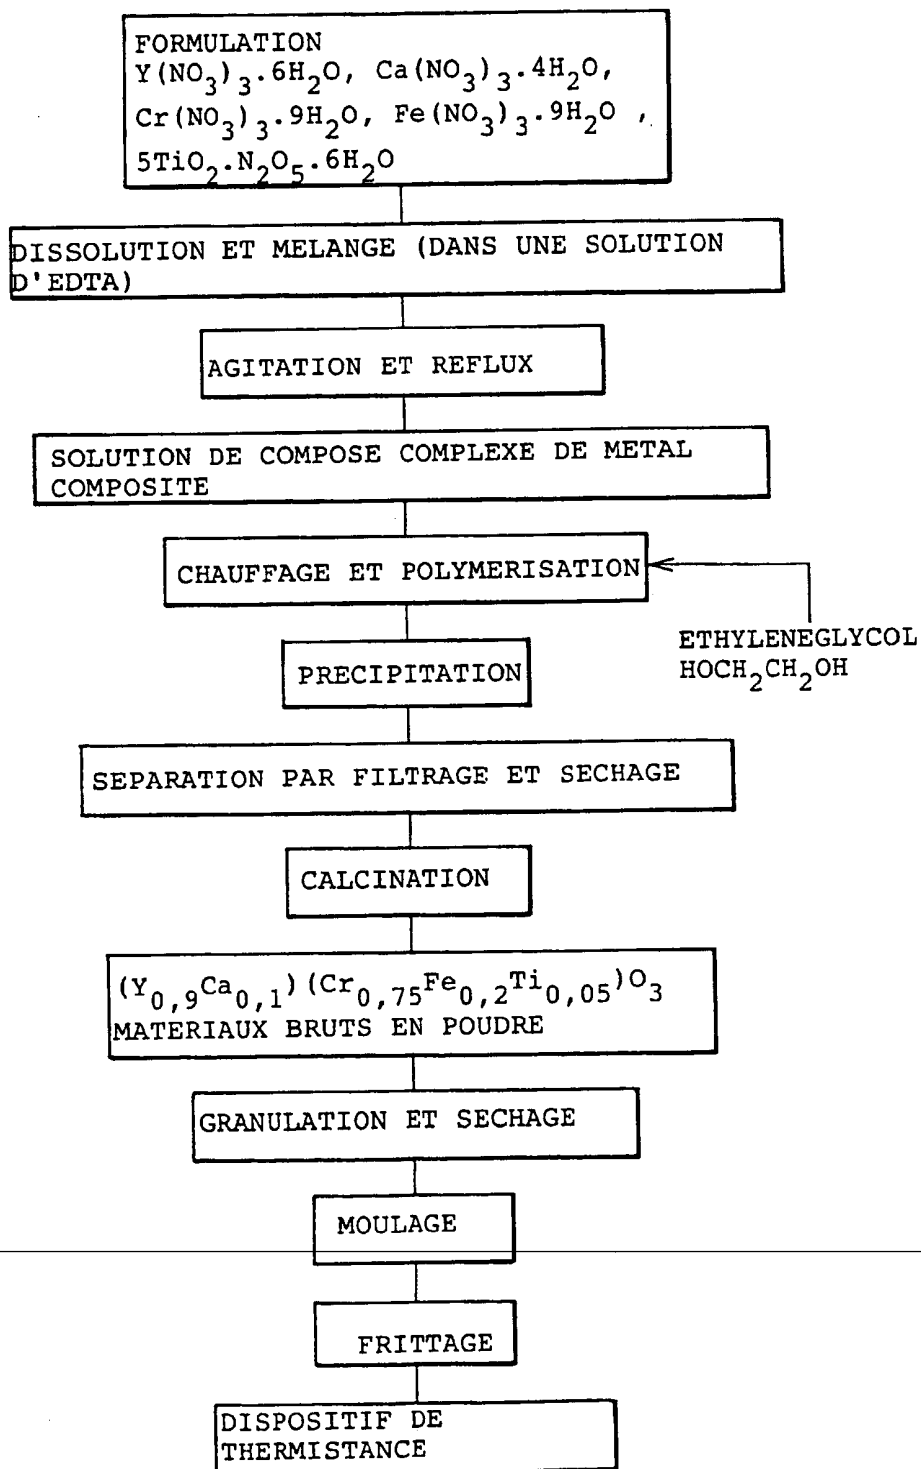 FORMULATION
Y(NO₃)₃.6H₂O, Ca(NO₃)₃.4H₂O,
Cr(NO₃)₃.9H₂O, Fe(NO₃)₃.9H₂O ,
5TiO₂.N₂O₅.6H₂O
DISSOLUTION ET MELANGE (DANS UNE SOLUTION
D'EDTA)
AGITATION ET REFLUX
SOLUTION DE COMPOSE COMPLEXE DE METAL
COMPOSITE
CHAUFFAGE ET POLYMERISATION
ETHYLENEGLYCOL
HOCH₂CH₂OH
PRECIPITATION
SEPARATION PAR FILTRAGE ET SECHAGE
CALCINATION
(Y₀,₉Ca₀,₁)(Cr₀,₇₅Fe₀,₂Ti₀,₀₅)O₃
MATERIAUX BRUTS EN POUDRE
GRANULATION ET SECHAGE
MOULAGE
FRITTAGE
DISPOSITIF DE
THERMISTANCE